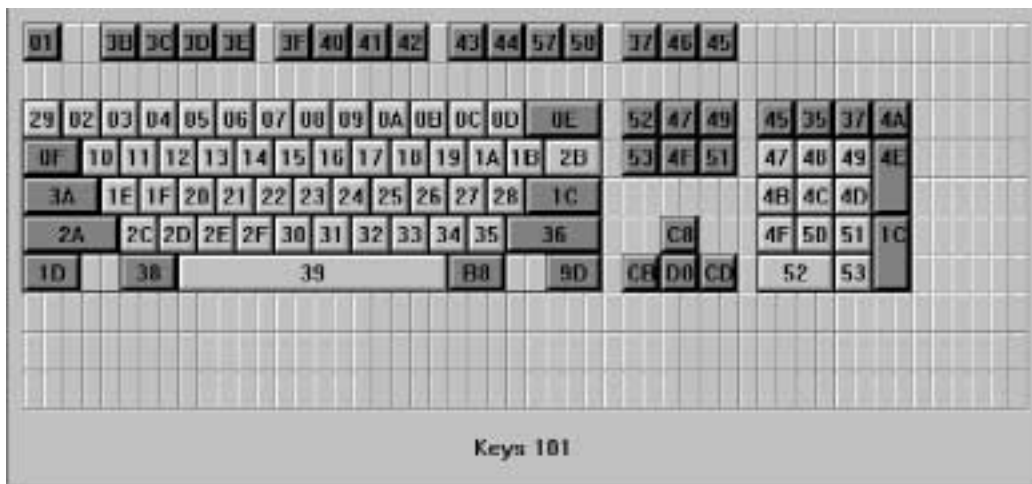 01 3B 3C 3D 3E 3F 40 41 42 43 44 57 58 37 46 45
29 02 03 04 05 06 07 08 09 0A 0B 0C 0D 0E 52 47 49 45 35 37 4A
0F 10 11 12 13 14 15 16 17 18 19 1A 1B 2B 53 4F 51 47 48 49 4E
3A 1E 1F 20 21 22 23 24 25 26 27 28 1C 4B 4C 4D
2A 2C 2D 2E 2F 30 31 32 33 34 35 36 C8 4F 50 51 1C
1D 38 39 B8 9D CB D0 CD 52 53
Keys 101